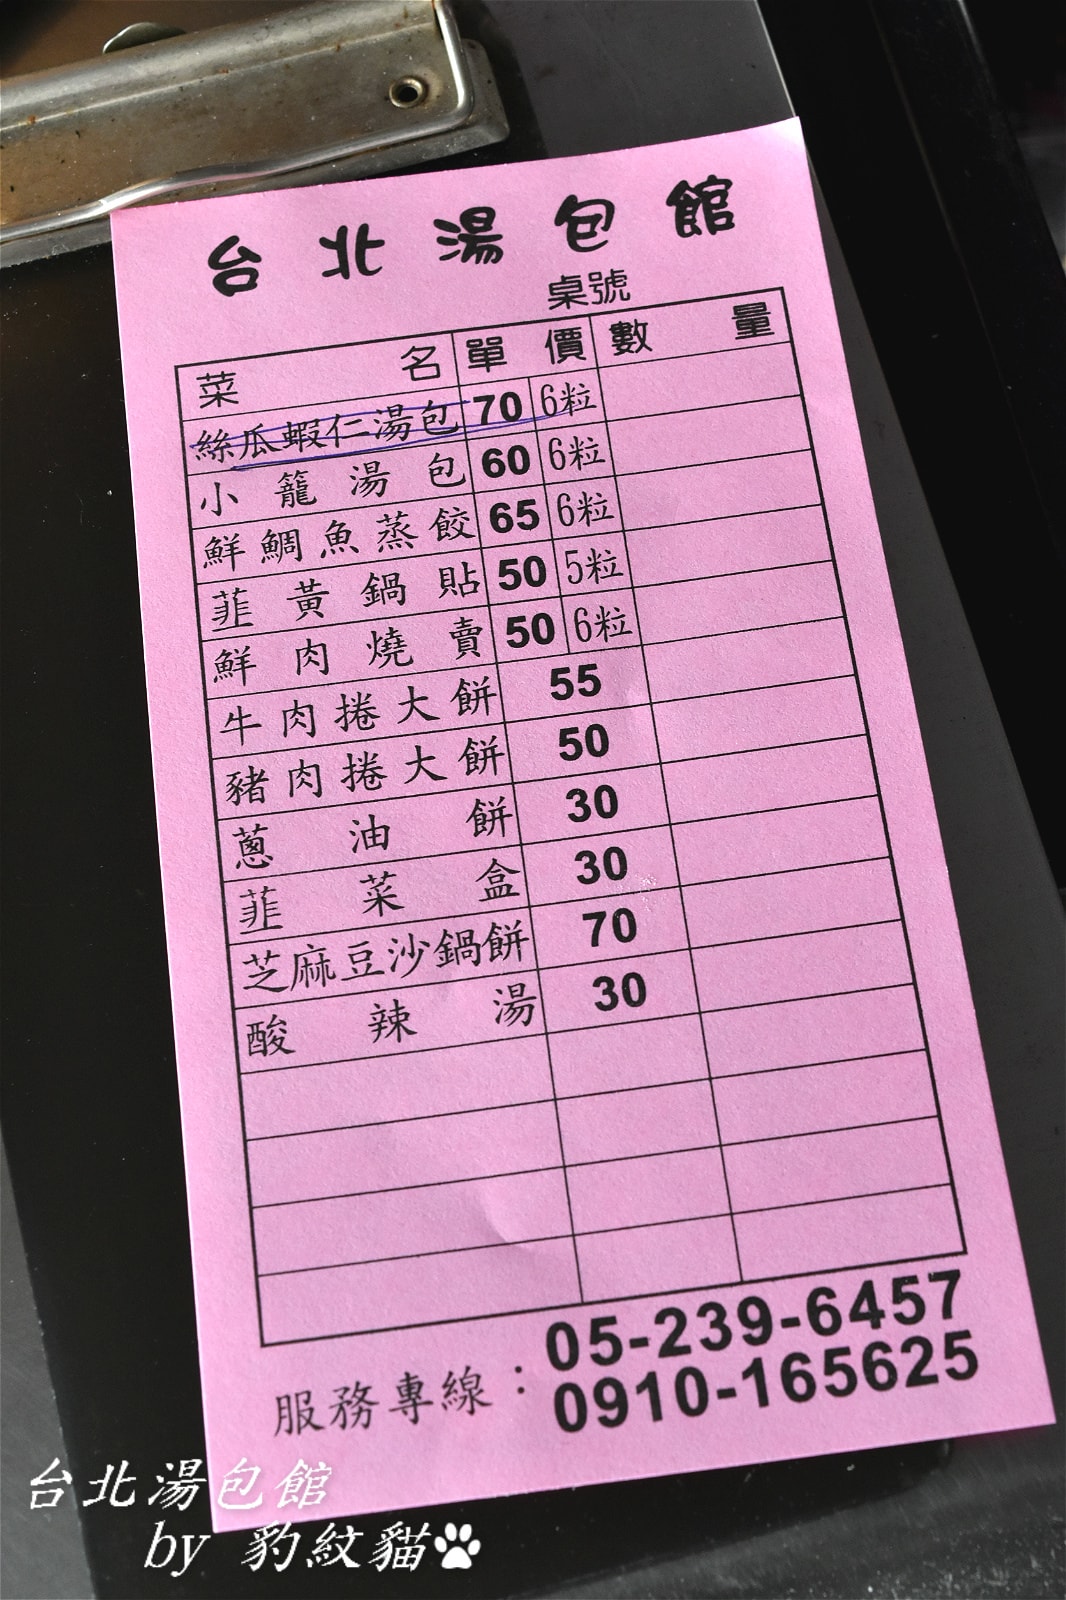 台北湯包館
桌號
菜名 單價 數量
絲瓜蝦仁湯包 70 6粒
小籠湯包 60 6粒
鮮鯛魚蒸餃 65 6粒
韮黃鍋貼 50 5粒
鮮肉燒賣 50 6粒
牛肉捲大餅 55
豬肉捲大餅 50
蔥油餅 30
韮菜盒 30
芝麻豆沙鍋餅 70
酸辣湯 30
服務專線：05-239-6457
0910-165625
台北湯包館
by 豹紋貓